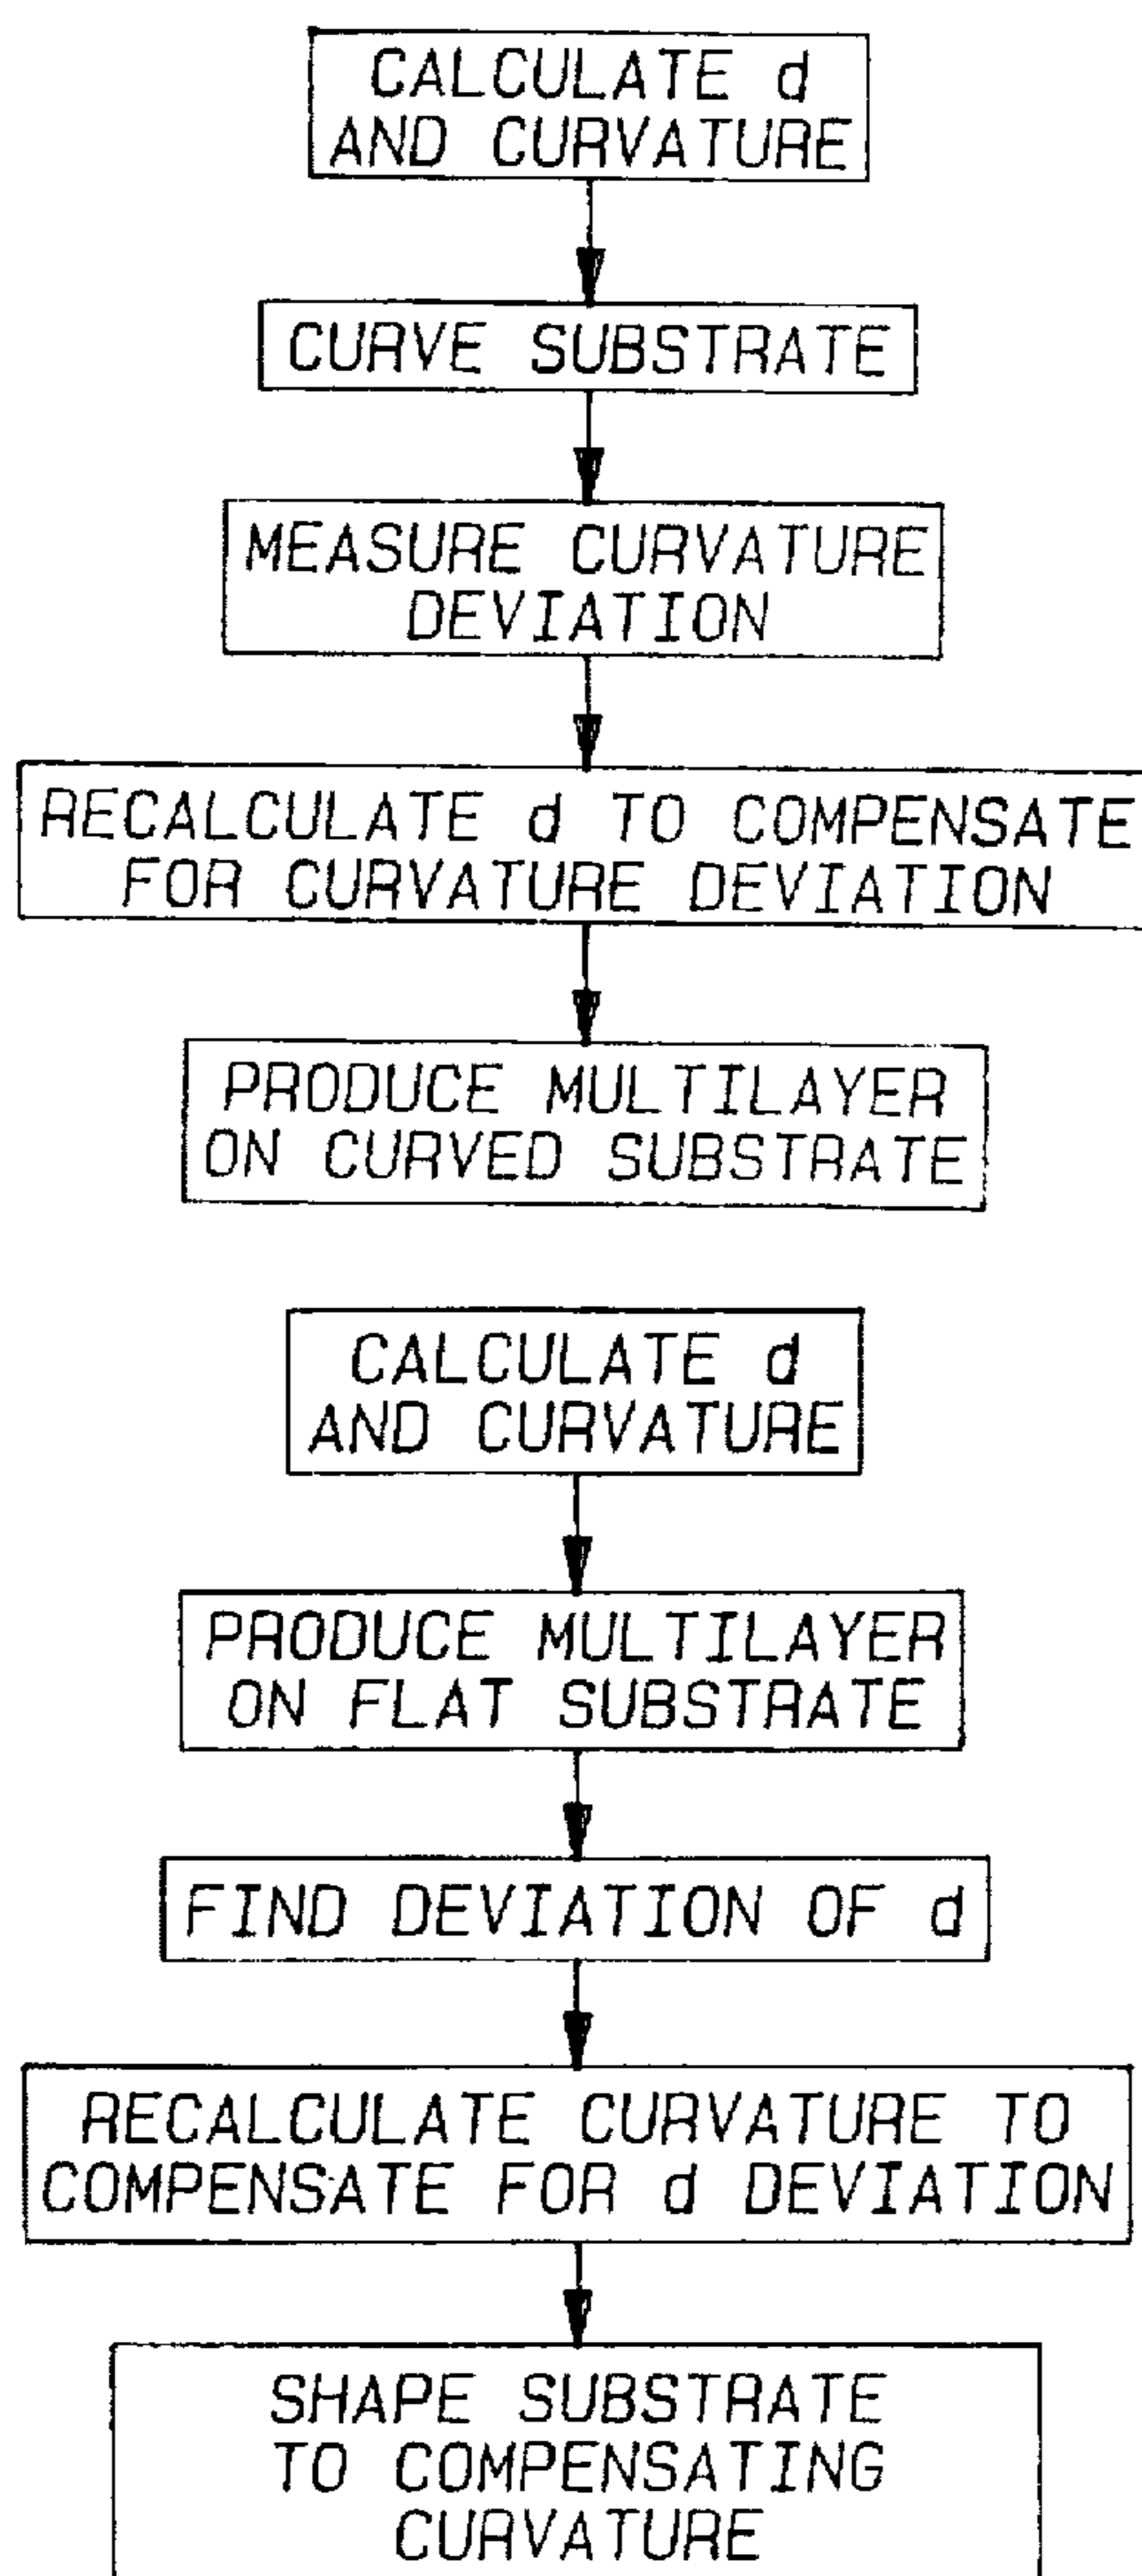 CALCULATE d
AND CURVATURE
CURVE SUBSTRATE
MEASURE CURVATURE
DEVIATION
RECALCULATE d TO COMPENSATE
FOR CURVATURE DEVIATION
PRODUCE MULTILAYER
ON CURVED SUBSTRATE
CALCULATE d
AND CURVATURE
PRODUCE MULTILAYER
ON FLAT SUBSTRATE
FIND DEVIATION OF d
RECALCULATE CURVATURE TO
COMPENSATE FOR d DEVIATION
SHAPE SUBSTRATE
TO COMPENSATING
CURVATURE